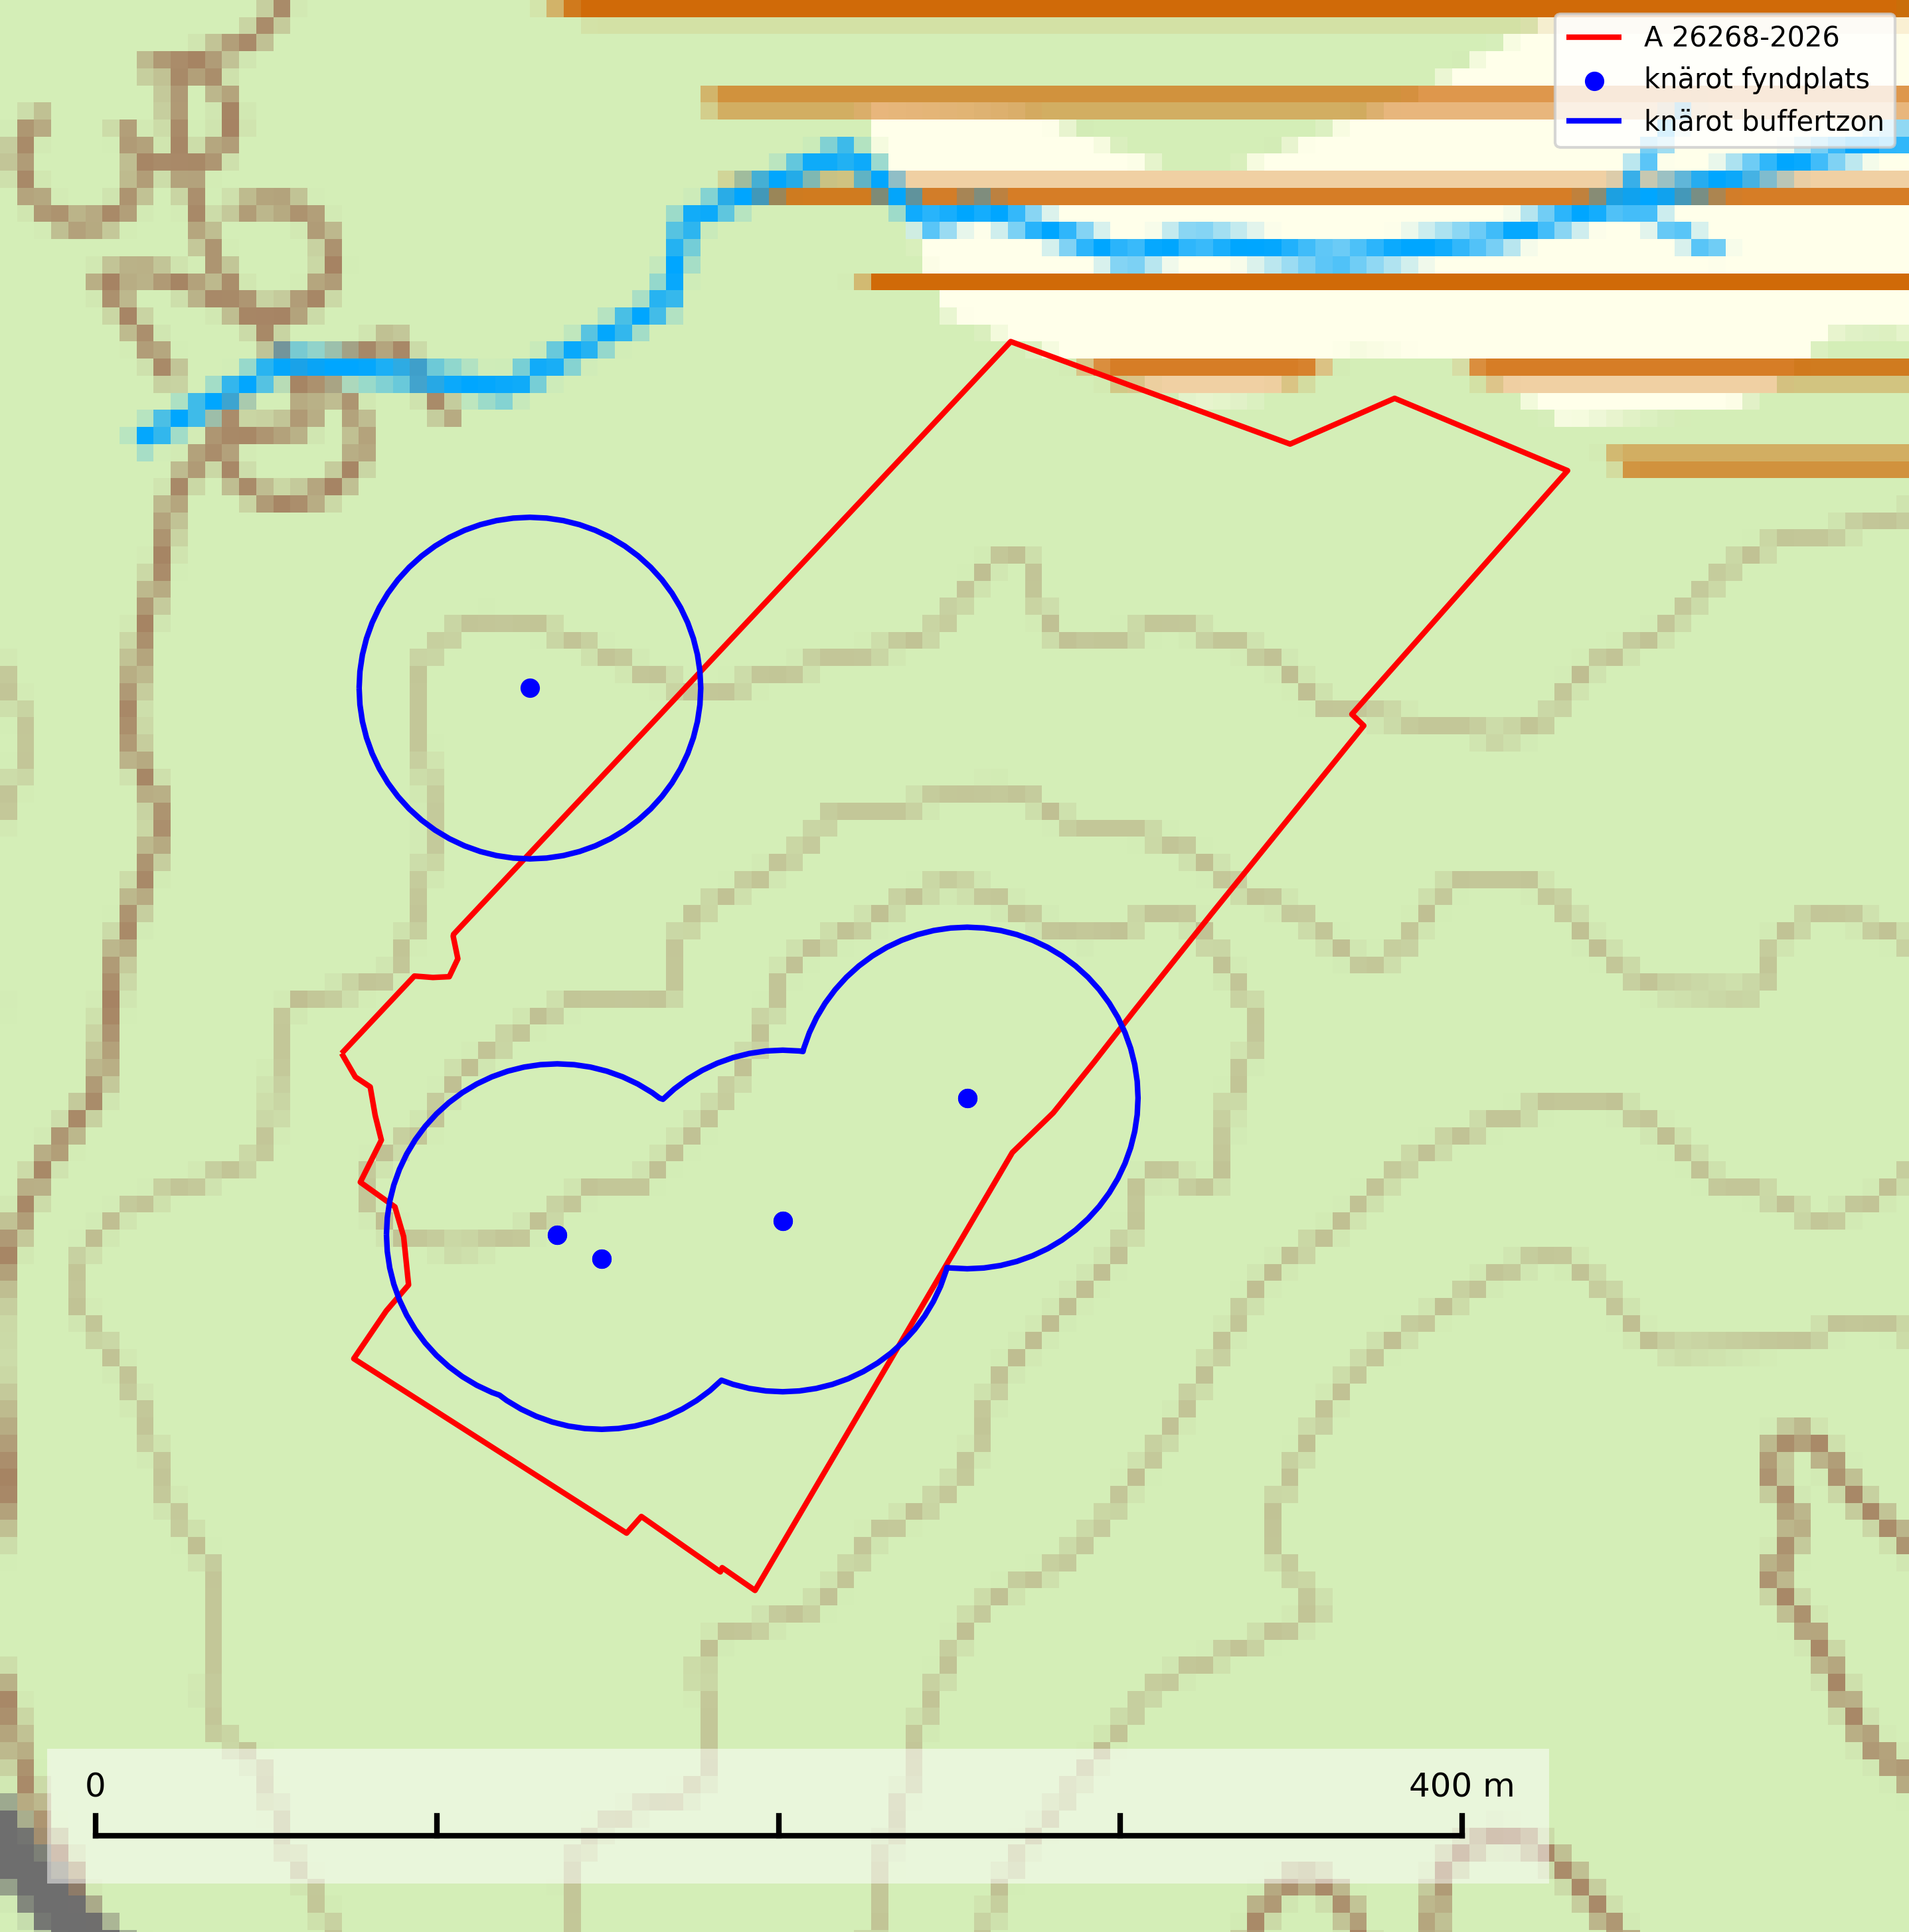 A 26268-2026
knärot fyndplats
knärot buffertzon
0
400 m